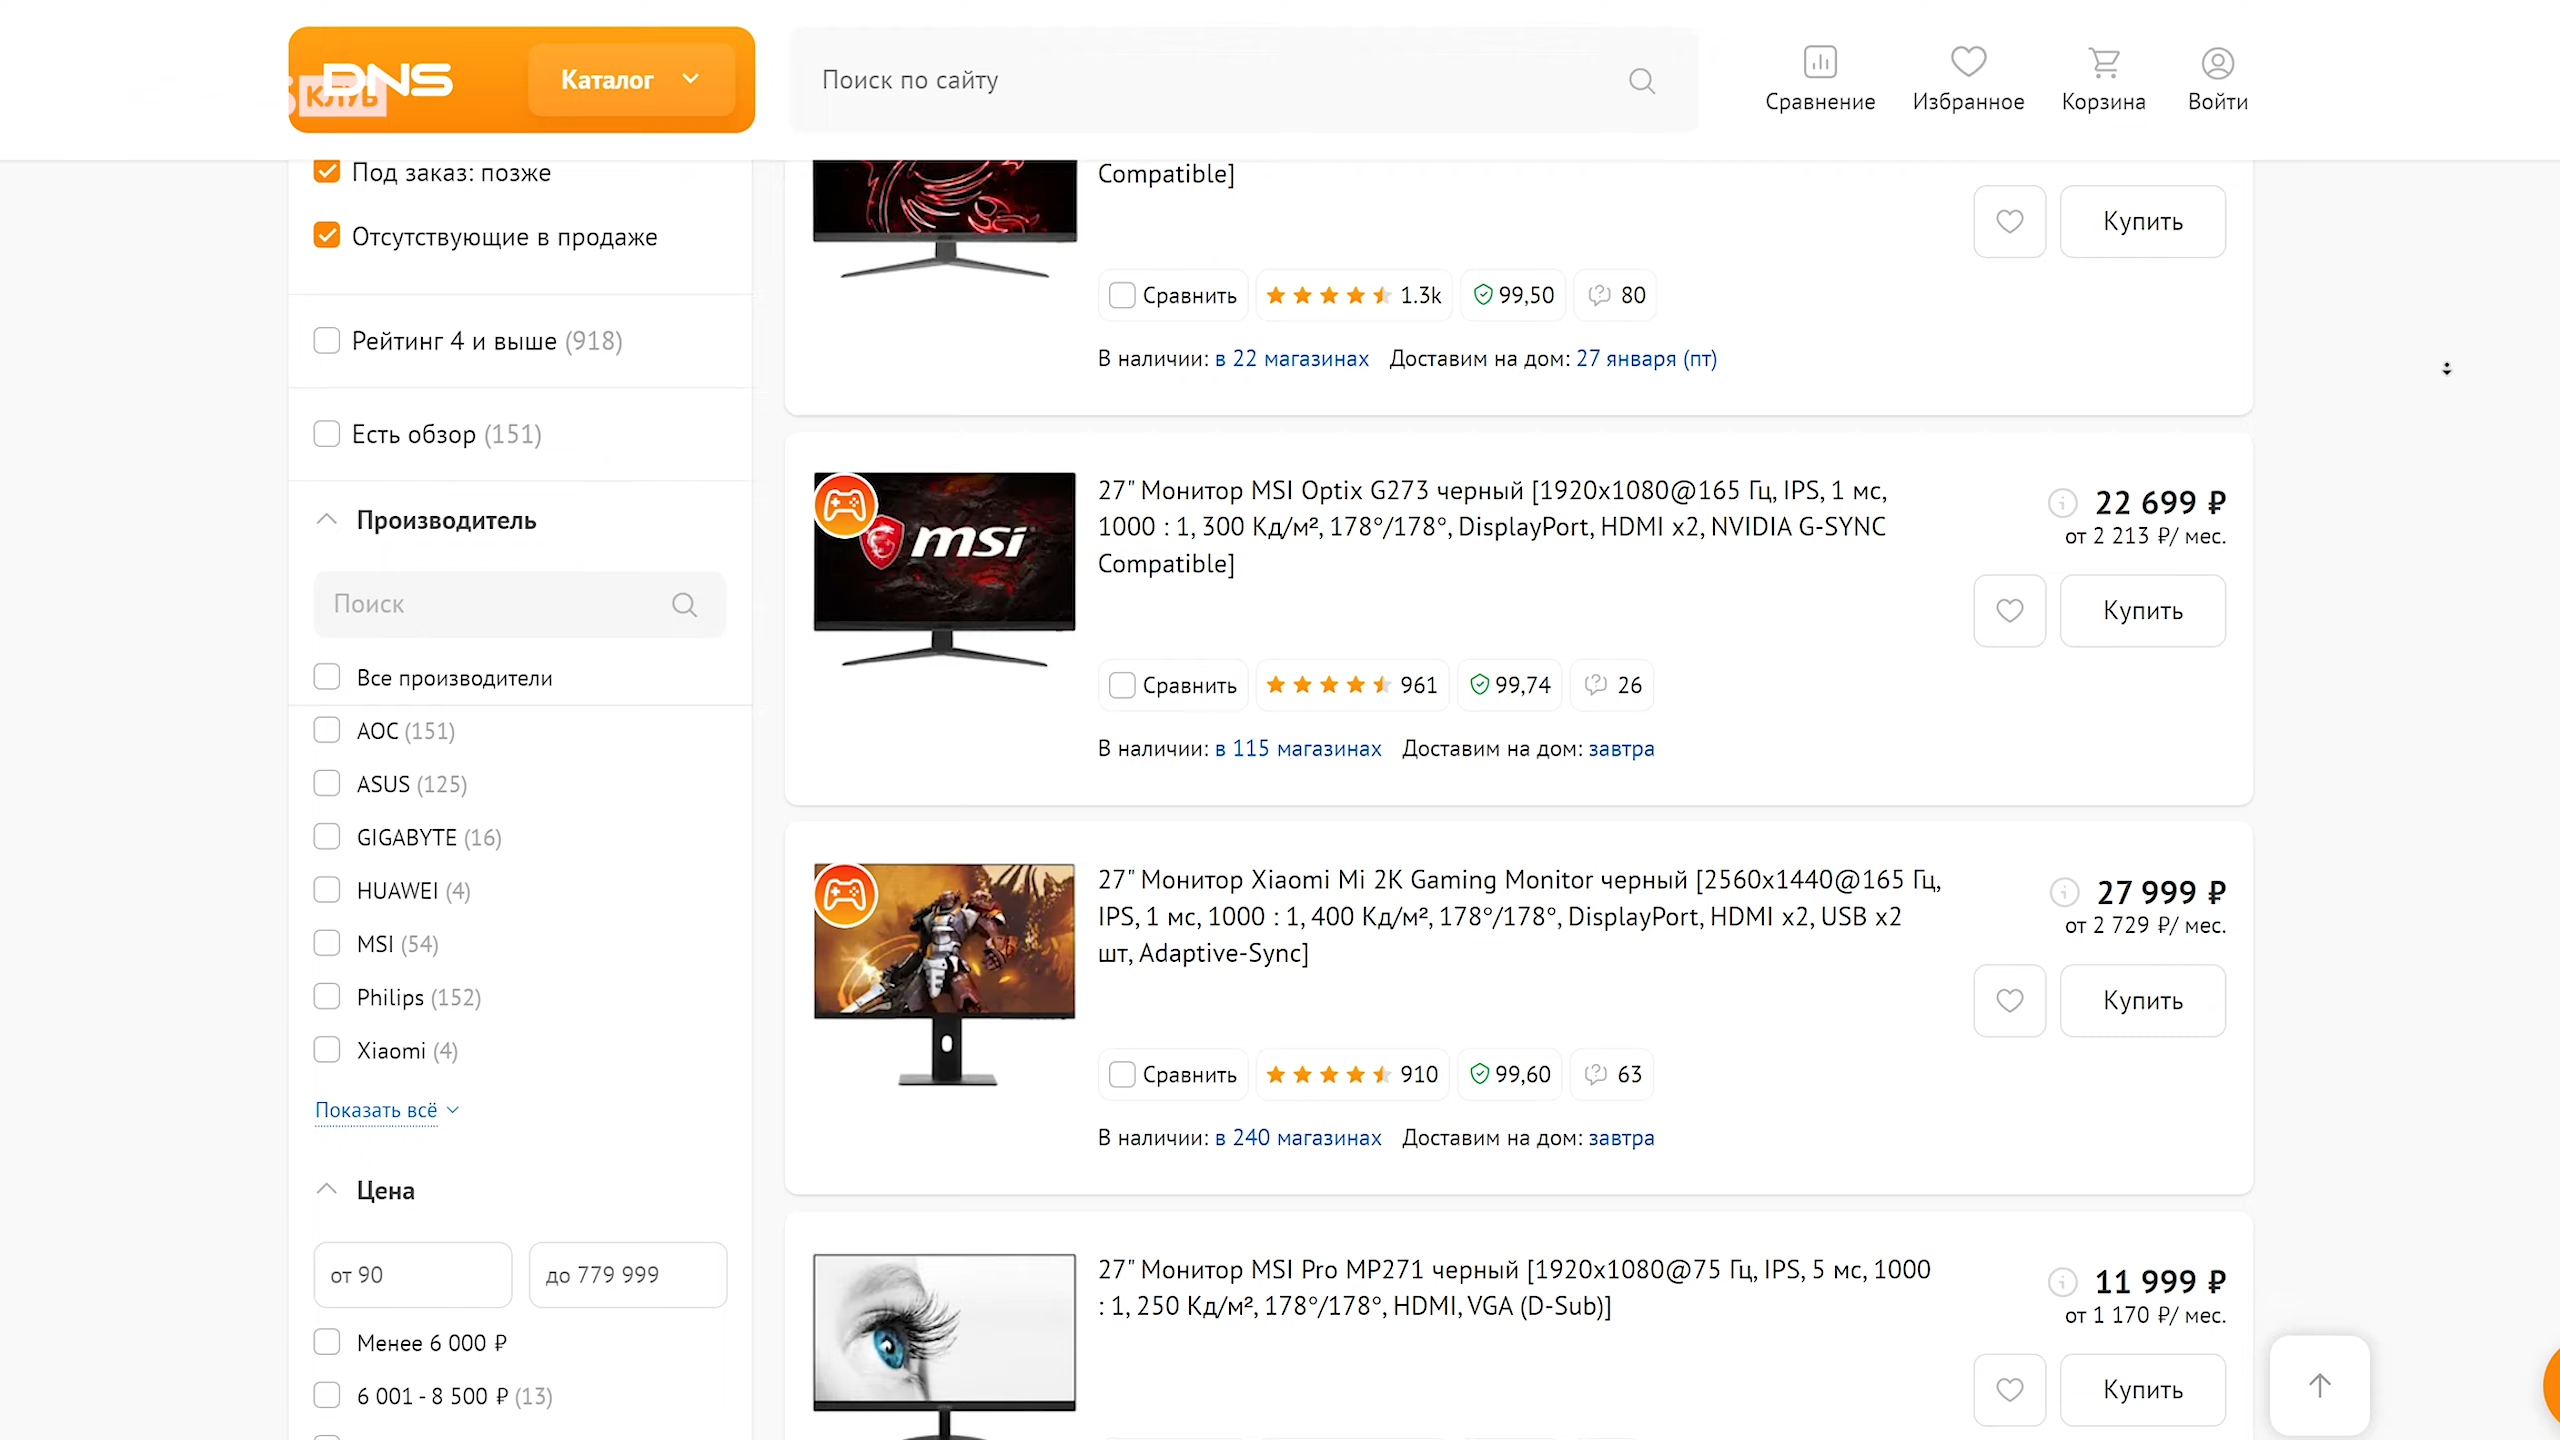 DNS
КЛУБ
Каталог
Поиск по сайту
Сравнение
Избранное
Корзина
Войти
Под заказ: позже
Отсутствующие в продаже
Рейтинг 4 и выше (918)
Есть обзор (151)
Производитель
Поиск
Все производители
AOC (151)
ASUS (125)
GIGABYTE (16)
HUAWEI (4)
MSI (54)
Philips (152)
Xiaomi (4)
Показать всё
Цена
от 90
до 779 999
Менее 6 000 ₽
6 001 - 8 500 ₽ (13)
Compatible]
Купить
Сравнить
1.3k
99,50
80
В наличии: в 22 магазинах Доставим на дом: 27 января (пт)
msi
27" Монитор MSI Optix G273 черный [1920x1080@165 Гц, IPS, 1 мс,
1000 : 1, 300 Кд/м², 178°/178°, DisplayPort, HDMI x2, NVIDIA G-SYNC
Compatible]
22 699 ₽
от 2 213 ₽/ мес.
Купить
Сравнить
961
99,74
26
В наличии: в 115 магазинах Доставим на дом: завтра
27" Монитор Xiaomi Mi 2K Gaming Monitor черный [2560x1440@165 Гц,
IPS, 1 мс, 1000 : 1, 400 Кд/м², 178°/178°, DisplayPort, HDMI x2, USB x2
шт, Adaptive-Sync]
27 999 ₽
от 2 729 ₽/ мес.
Купить
Сравнить
910
99,60
63
В наличии: в 240 магазинах Доставим на дом: завтра
27" Монитор MSI Pro MP271 черный [1920x1080@75 Гц, IPS, 5 мс, 1000
: 1, 250 Кд/м², 178°/178°, HDMI, VGA (D-Sub)]
11 999 ₽
от 1 170 ₽/ мес.
Купить